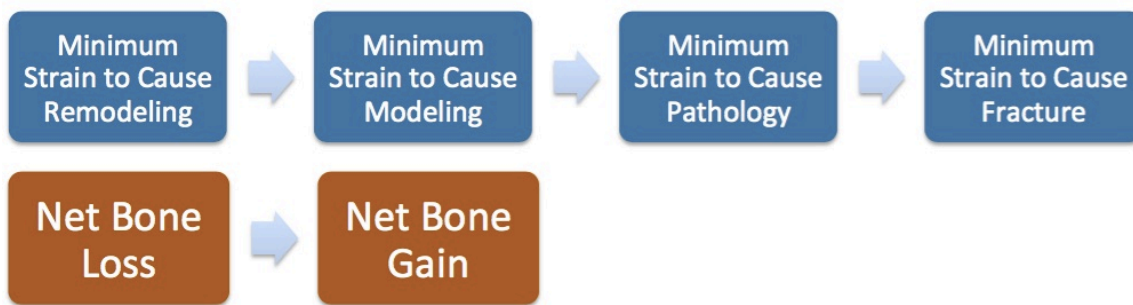 Minimum
Strain to Cause
Remodeling
Minimum
Strain to Cause
Modeling
Minimum
Strain to Cause
Pathology
Minimum
Strain to Cause
Fracture
Net Bone
Loss
Net Bone
Gain